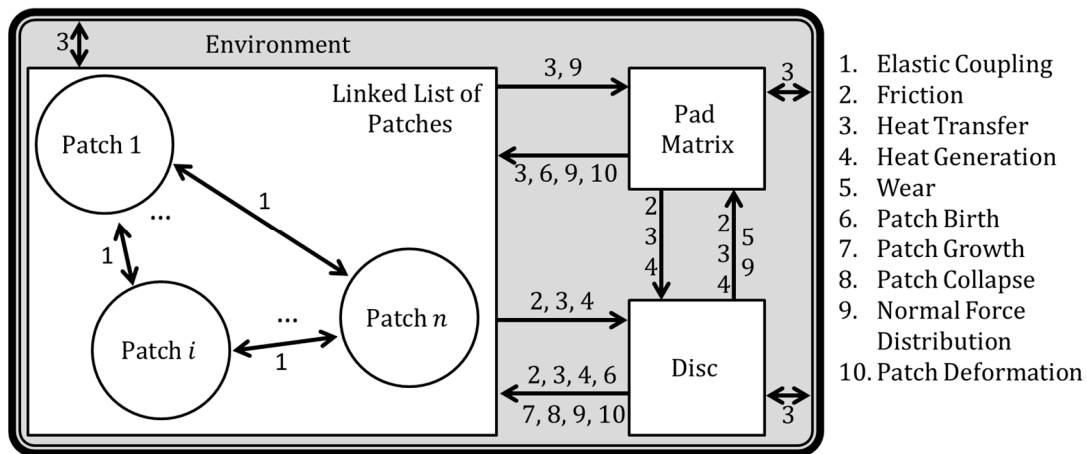 3
Environment
Linked List of
Patches
Patch 1
...
1
1
Patch i
...
1
Patch n
3, 9
3, 6, 9, 10
Pad
Matrix
3
2
3
4
2
3
4
5
9
2, 3, 4
2, 3, 4, 6
7, 8, 9, 10
Disc
3
1. Elastic Coupling
2. Friction
3. Heat Transfer
4. Heat Generation
5. Wear
6. Patch Birth
7. Patch Growth
8. Patch Collapse
9. Normal Force
Distribution
10. Patch Deformation